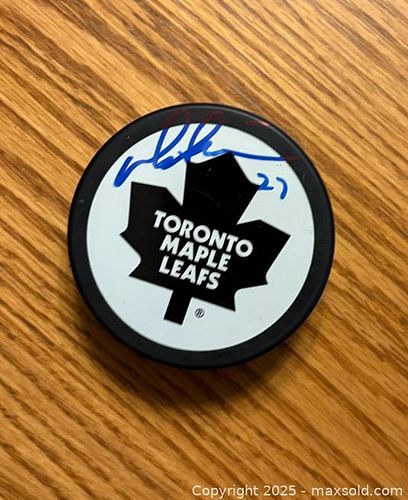 27
TORONTO
MAPLE
LEAFS
®
Copyright 2025 - maxsold.com